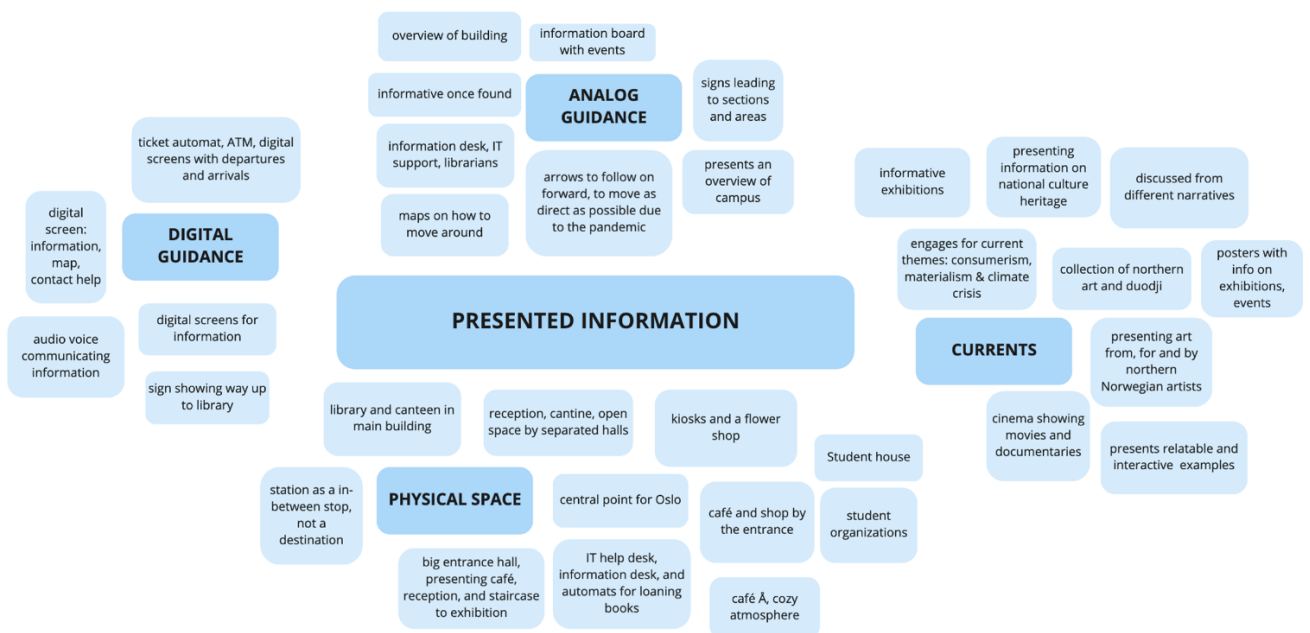 overview of building
information board
with events
informative once found
ANALOG
GUIDANCE
signs leading
to sections
and areas
information desk, IT
support, librarians
arrows to follow on
forward, to move as
direct as possible due
to the pandemic
presents an
overview of
campus
maps on how to
move around
ticket automat, ATM, digital
screens with departures
and arrivals
digital
screen:
information,
map,
contact help
DIGITAL
GUIDANCE
digital screens for
information
audio voice
communicating
information
sign showing way up
to library
PRESENTED INFORMATION
informative
exhibitions
presenting
information on
national culture
heritage
discussed from
different narratives
engages for current
themes: consumerism,
materialism & climate
crisis
collection of northern
art and duodji
posters with
info on
exhibitions,
events
CURRENTS
presenting art
from, for and by
northern
Norwegian artists
cinema showing
movies and
documentaries
presents relatable and
interactive examples
library and canteen in
main building
reception, cantine, open
space by separated halls
kiosks and a flower
shop
Student house
station as a in-
between stop,
not a
destination
PHYSICAL SPACE
central point for Oslo
café and shop by
the entrance
student
organizations
big entrance hall,
presenting café,
reception, and staircase
to exhibition
IT help desk,
information desk, and
automats for loaning
books
café Å, cozy
atmosphere